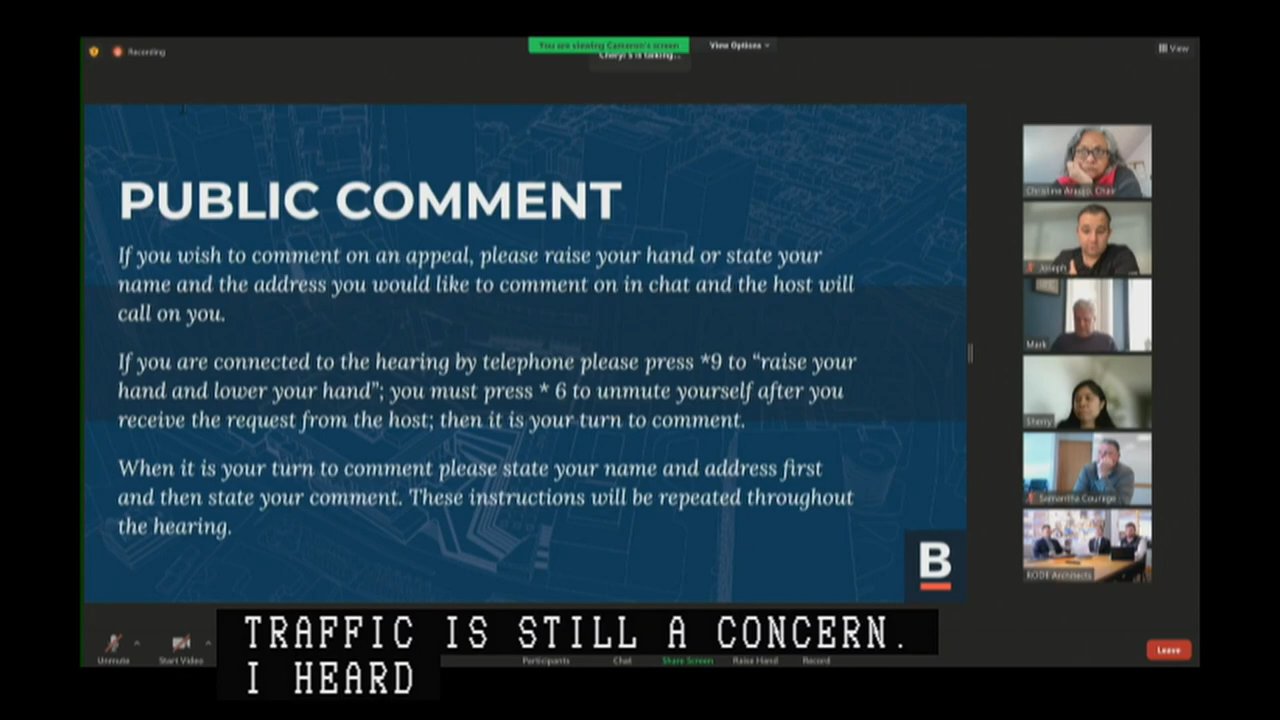 Recording
You are viewing Cameron's screen
View Options
Cheryl S is talking...
View
PUBLIC COMMENT
If you wish to comment on an appeal, please raise your hand or state your
name and the address you would like to comment on in chat and the host will
call on you.
If you are connected to the hearing by telephone please press *9 to “raise your
hand and lower your hand”; you must press * 6 to unmute yourself after you
receive the request from the host; then it is your turn to comment.
When it is your turn to comment please state your name and address first
and then state your comment. These instructions will be repeated throughout
the hearing.
B
Christine Araujo, Chair
Joseph
Mark
Sherry
Samantha Courage
RODE Architects
TRAFFIC IS STILL A CONCERN.
I HEARD
Unmute
Start Video
Participants
Chat
Share Screen
Raise Hand
Record
Leave